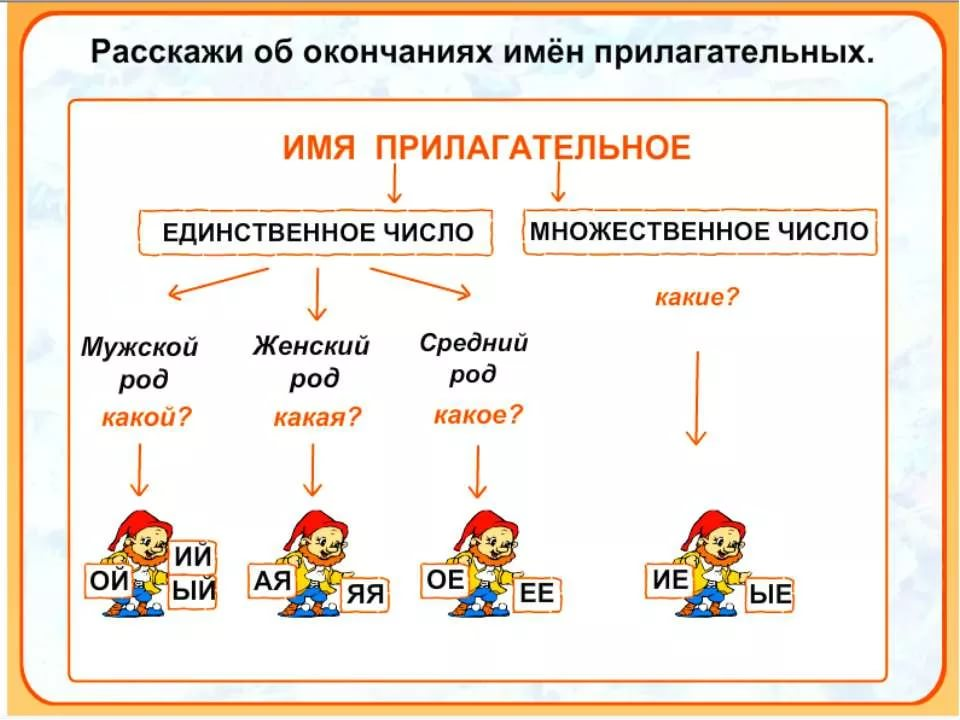 Расскажи об окончаниях имён прилагательных.
ИМЯ ПРИЛАГАТЕЛЬНОЕ
ЕДИНСТВЕННОЕ ЧИСЛО
МНОЖЕСТВЕННОЕ ЧИСЛО
какие?
Мужской
род
какой?
Женский
род
какая?
Средний
род
какое?
ОЙ
ИЙ
ЫЙ
АЯ
ЯЯ
ОЕ
ЕЕ
ИЕ
ЫЕ